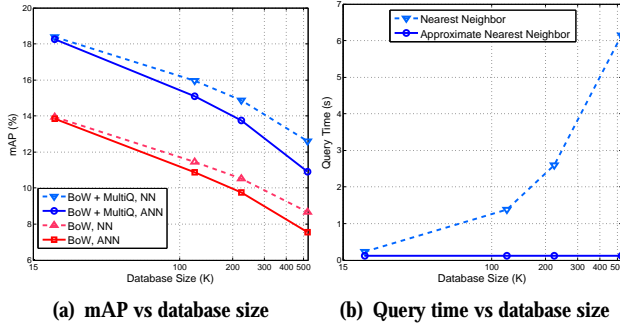 20
18
16
14
12
10
8
6
mAP (%)
BoW + MultiQ, NN
BoW + MultiQ, ANN
BoW, NN
BoW, ANN
15 100 200 300 400 500
Database Size (K)
(a) mAP vs database size
7
6
5
4
3
2
1
0
Query Time (s)
Nearest Neighbor
Approximate Nearest Neighbor
15 100 200 300 400 500
Database Size (K)
(b) Query time vs database size